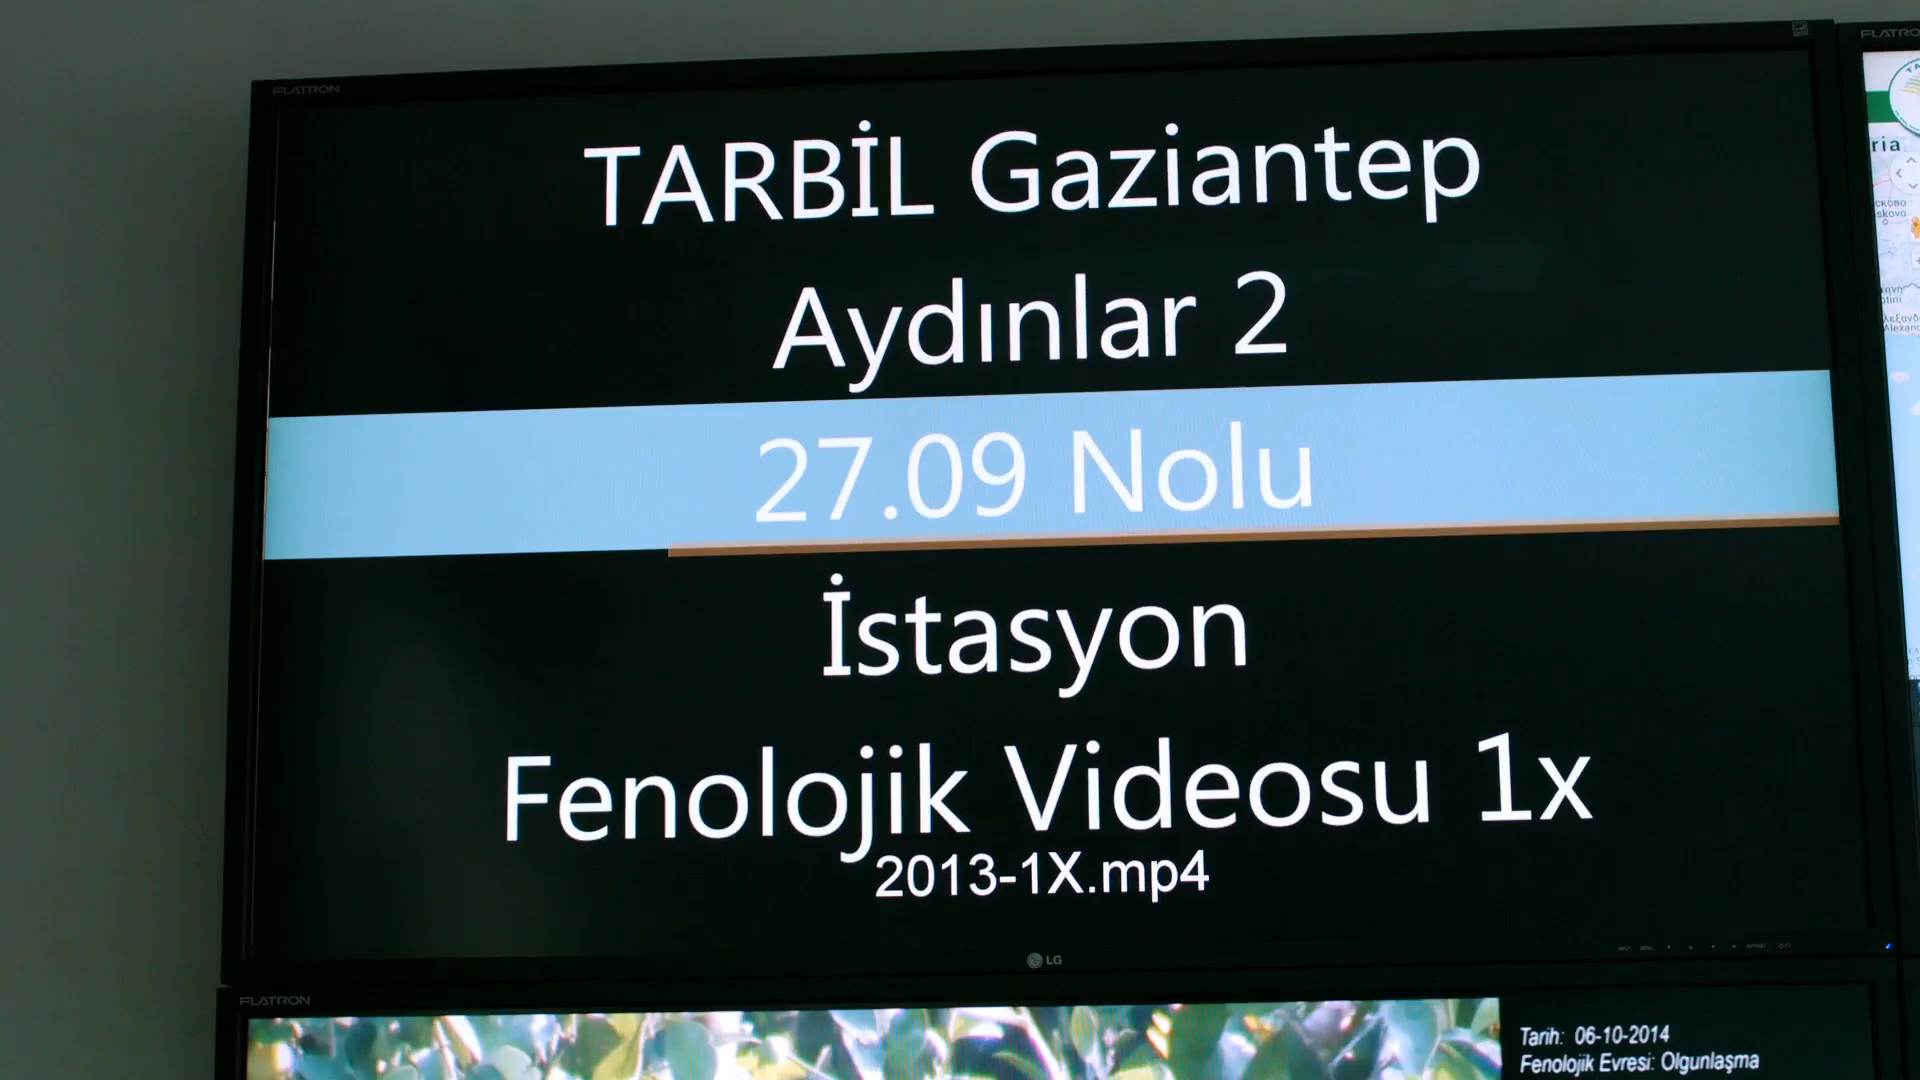 FLATRON
TARBİL Gaziantep
Aydınlar 2
27.09 Nolu
İstasyon
Fenolojik Videosu 1x
2013-1X.mp4
LG
FLATRON
Tarih: 06-10-2014
Fenolojik Evresi: Olgunlaşma
ria